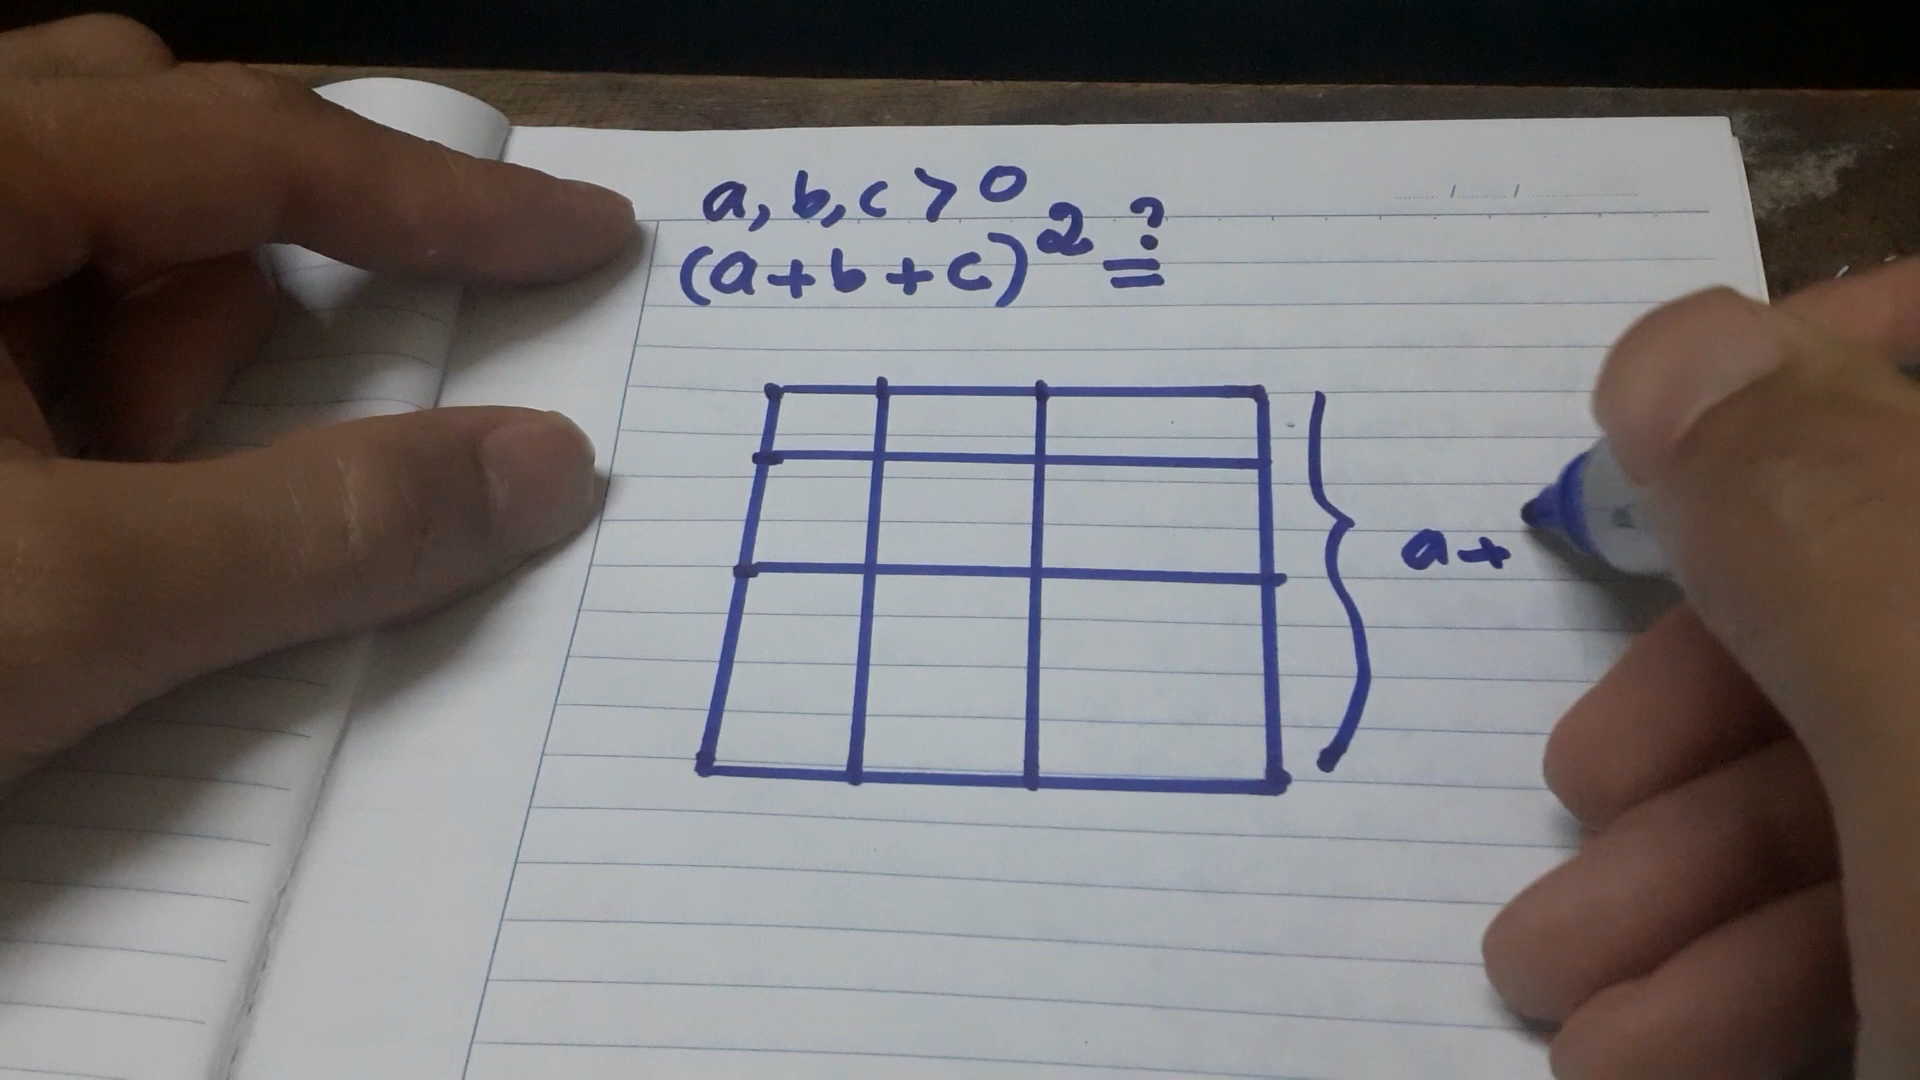 a, b, c > 0
(a+b+c)² =?
a+